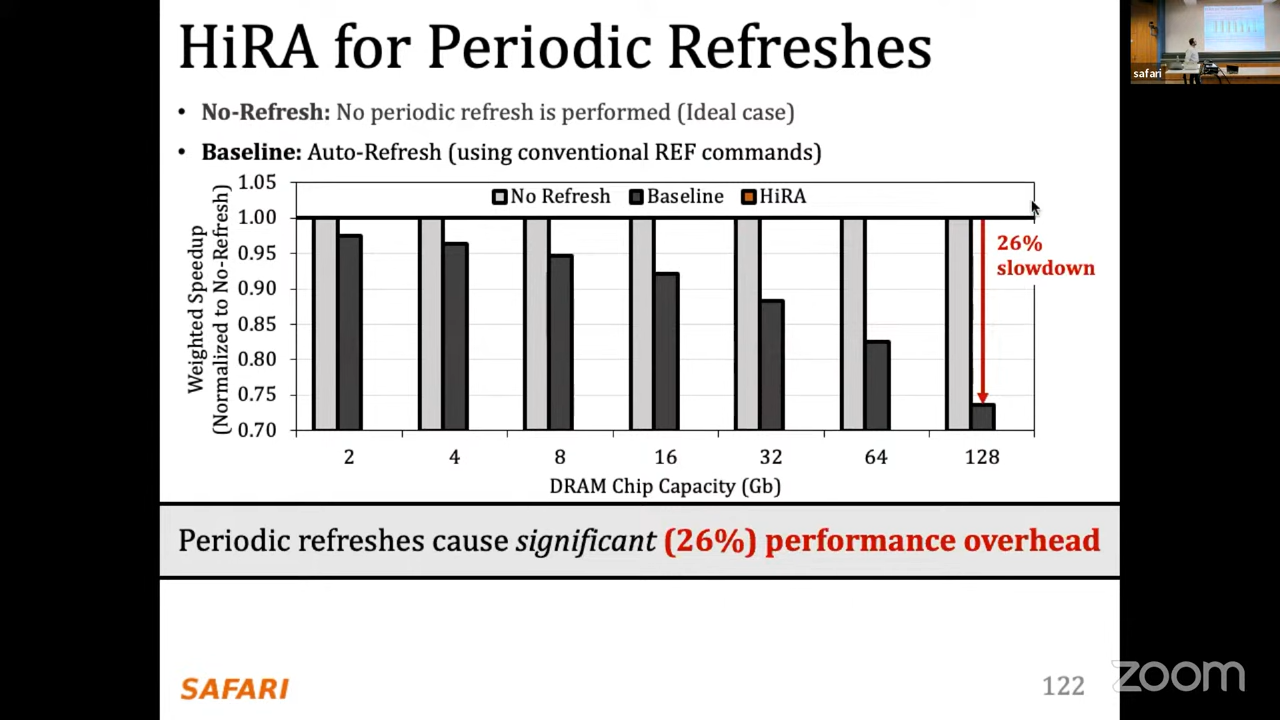 HiRA for Periodic Refreshes
• No-Refresh: No periodic refresh is performed (Ideal case)
• Baseline: Auto-Refresh (using conventional REF commands)
Weighted Speedup
(Normalized to No-Refresh)
1.05
1.00
0.95
0.90
0.85
0.80
0.75
0.70
No Refresh Baseline HiRA
26%
slowdown
2 4 8 16 32 64 128
DRAM Chip Capacity (Gb)
Periodic refreshes cause significant (26%) performance overhead
SAFARI
122
zoom
safari